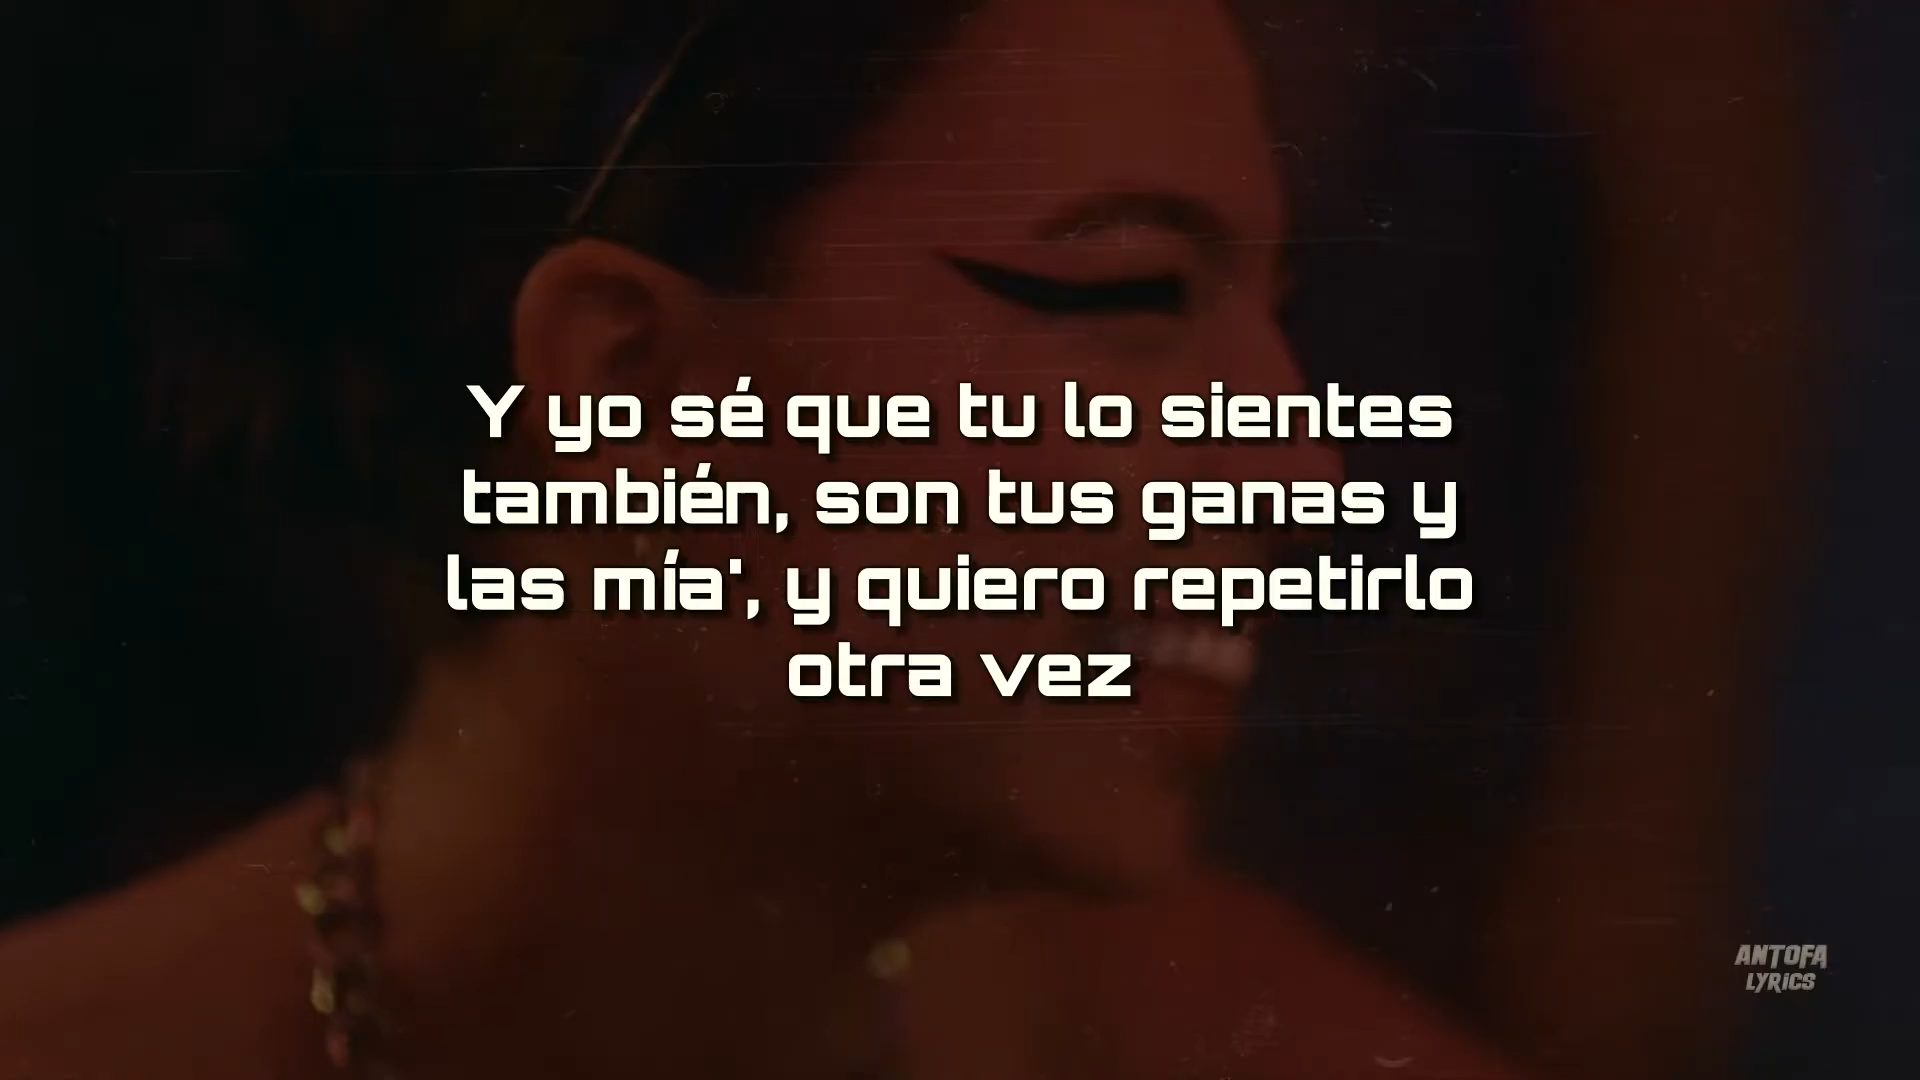 Y yo sé que tu lo sientes
también, son tus ganas y
las mía', y quiero repetirlo
otra vez
ANTOFA
LYRICS